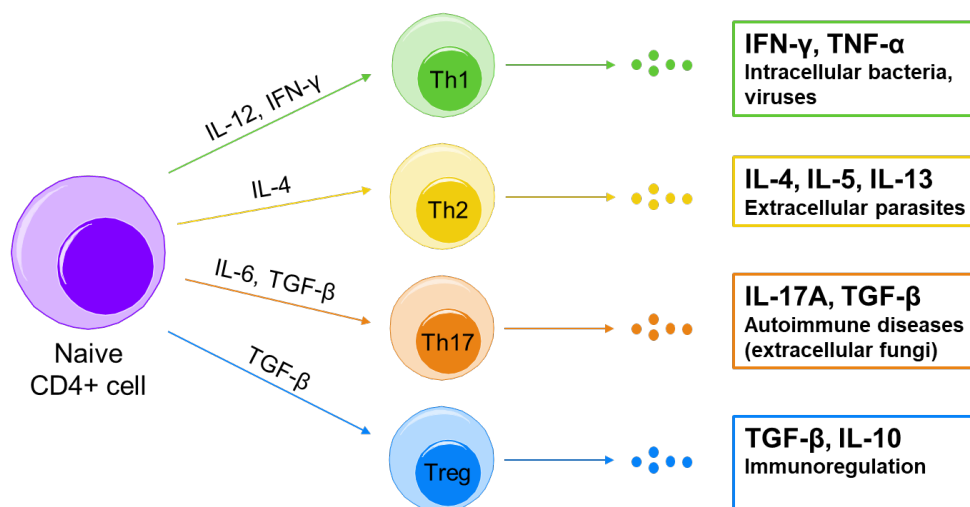 IL-12, IFN-γ
Th1
IFN-γ, TNF-α
Intracellular bacteria,
viruses
IL-4
Th2
IL-4, IL-5, IL-13
Extracellular parasites
IL-6, TGF-β
Th17
IL-17A, TGF-β
Autoimmune diseases
(extracellular fungi)
Naive
CD4+ cell
TGF-β
Treg
TGF-β, IL-10
Immunoregulation